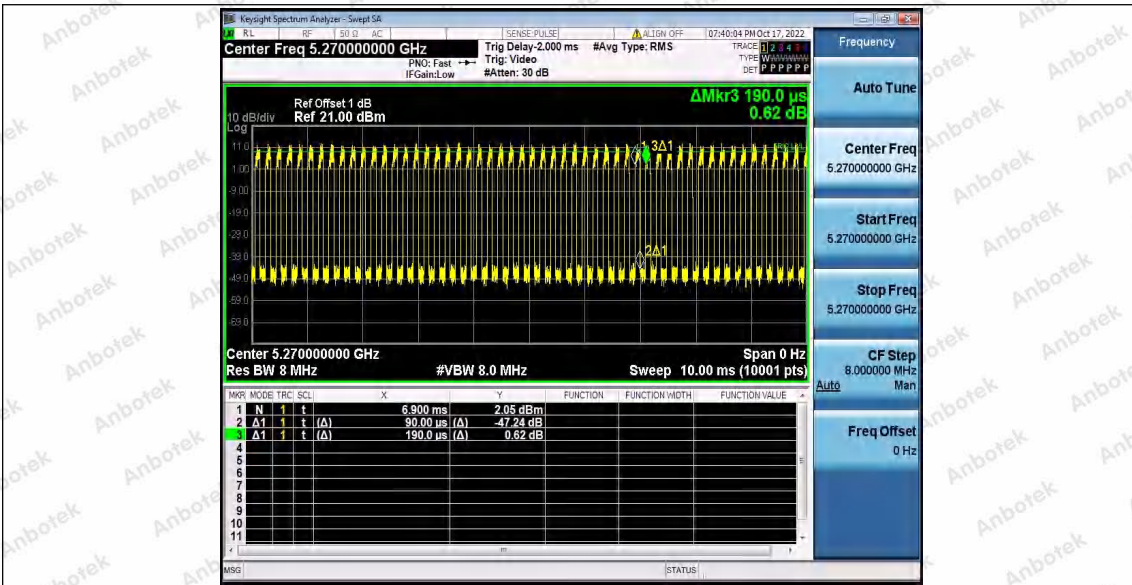 Keysight Spectrum Analyzer - Swept SA
RL RF 50 Ω AC SENSE:PULSE ALIGN OFF 07:40:04 PM Oct 17, 2022
Center Freq 5.270000000 GHz
Trig Delay-2.000 ms #Avg Type: RMS
TRACE 1 2 3 4 5 6
PNO: Fast Trig: Video
TYPE WWWWWW
IFGain:Low #Atten: 30 dB
DET P P P P P P
ΔMkr3 190.0 µs
0.62 dB
Ref Offset 1 dB
10 dB/div Ref 21.00 dBm
Log
11.0
1.00
-9.00
-19.0
-29.0
-39.0
-49.0
-59.0
-69.0
1 3Δ1
2Δ1
Center 5.270000000 GHz Span 0 Hz
Res BW 8 MHz #VBW 8.0 MHz Sweep 10.00 ms (10001 pts)
MKR MODE TRC SCL X Y FUNCTION FUNCTION WIDTH FUNCTION VALUE
1 N 1 t 6.900 ms 2.05 dBm
2 Δ1 1 t (Δ) 90.00 µs (Δ) -47.24 dB
3 Δ1 1 t (Δ) 190.0 µs (Δ) 0.62 dB
4
5
6
7
8
9
10
11
MSG STATUS
Frequency
Auto Tune
Center Freq
5.270000000 GHz
Start Freq
5.270000000 GHz
Stop Freq
5.270000000 GHz
CF Step
8.000000 MHz
Auto Man
Freq Offset
0 Hz
Anbotek